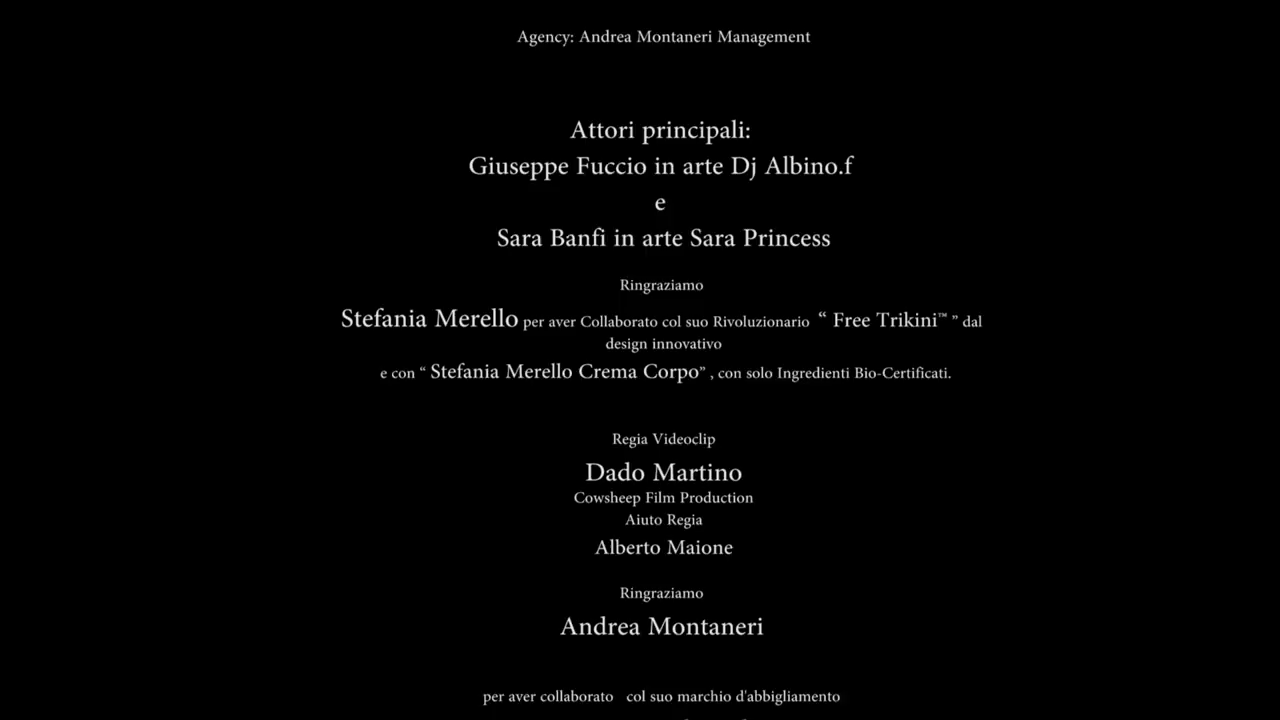 Agency: Andrea Montaneri Management
Attori principali:
Giuseppe Fuccio in arte Dj Albino.f
e
Sara Banfi in arte Sara Princess
Ringraziamo
Stefania Merello per aver Collaborato col suo Rivoluzionario “ Free Trikini™ ” dal
design innovativo
e con “ Stefania Merello Crema Corpo” , con solo Ingredienti Bio-Certificati.
Regia Videoclip
Dado Martino
Cowsheep Film Production
Aiuto Regia
Alberto Maione
Ringraziamo
Andrea Montaneri
per aver collaborato col suo marchio d'abbigliamento